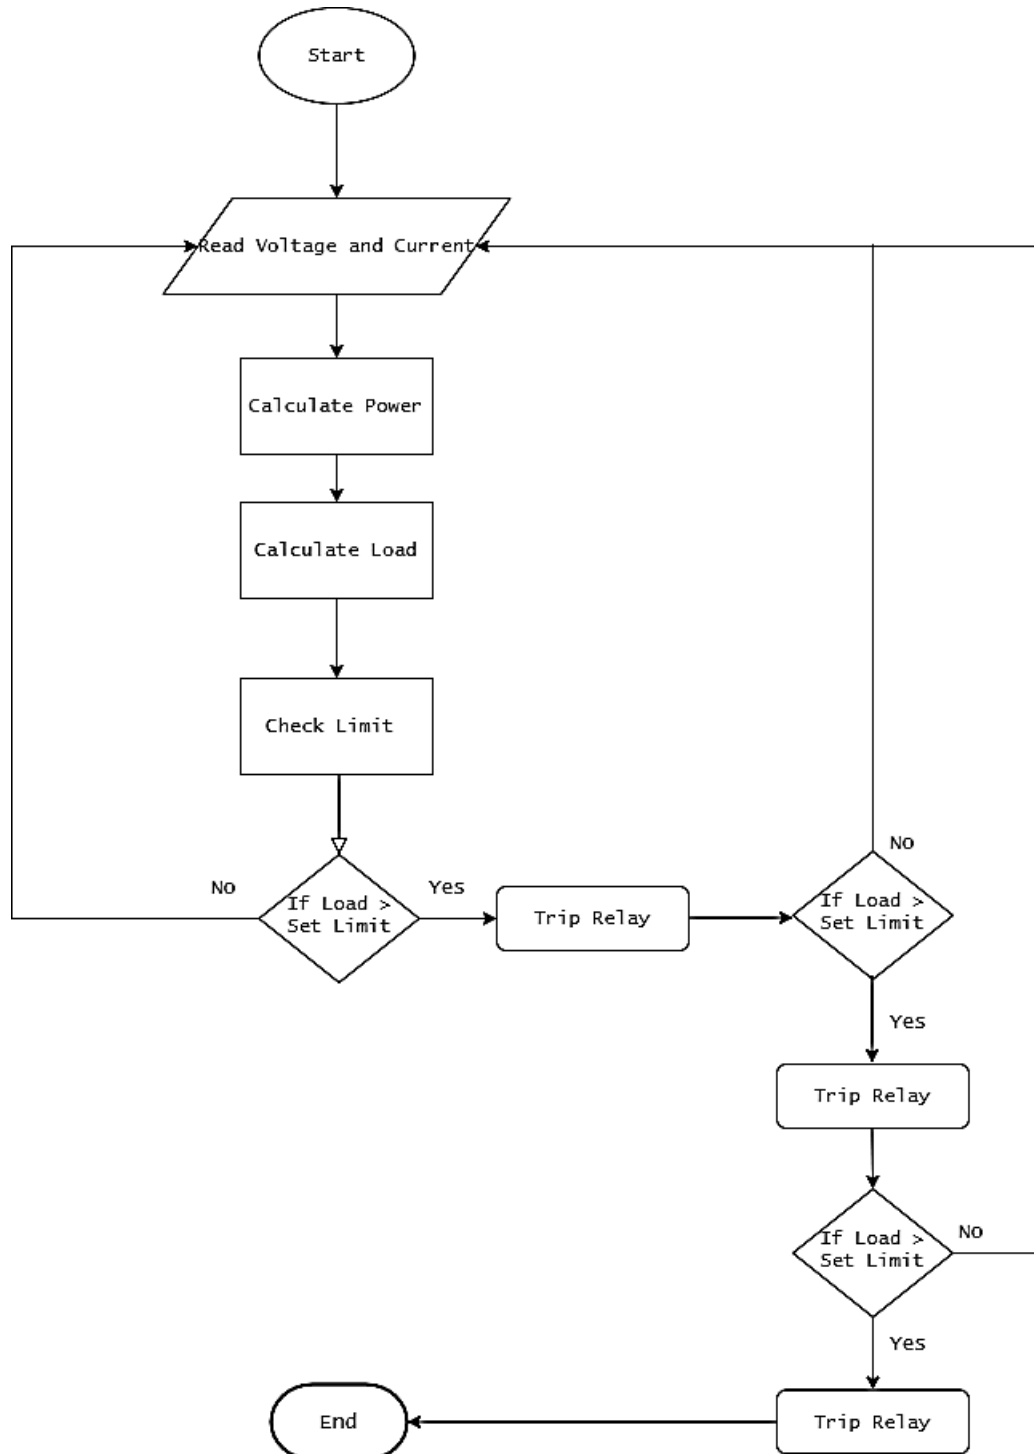 Start
Read Voltage and Current
Calculate Power
Calculate Load
Check Limit
No
If Load >
Set Limit
Yes
Trip Relay
If Load >
Set Limit
No
Yes
Trip Relay
If Load >
Set Limit
No
Yes
Trip Relay
End